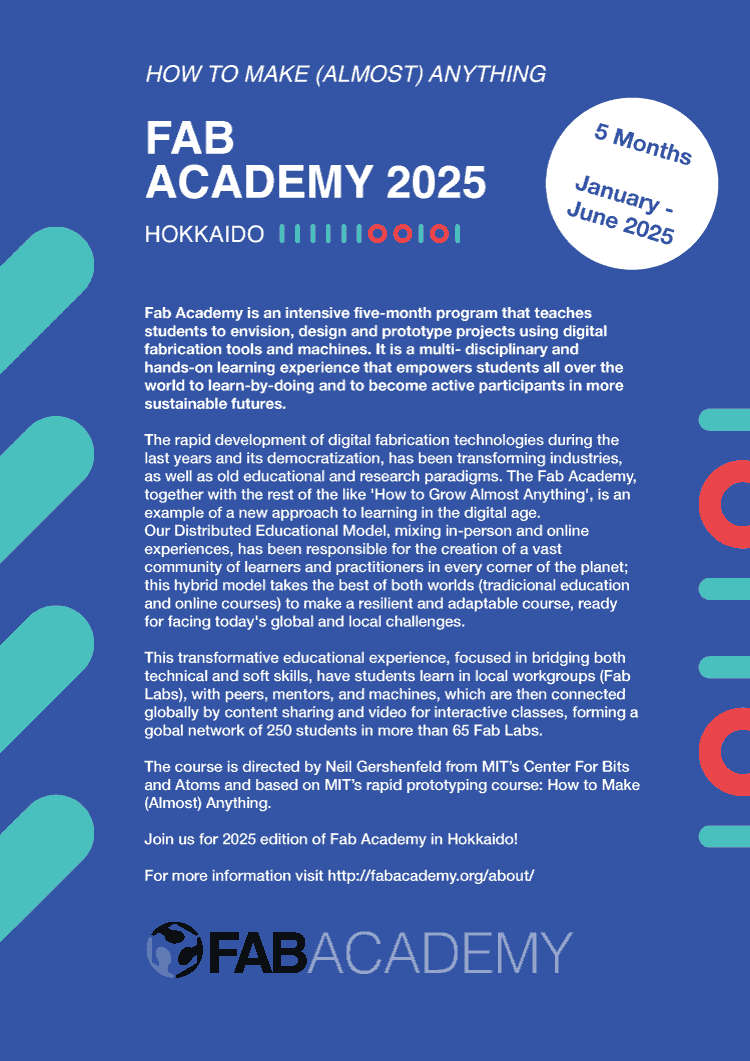 HOW TO MAKE (ALMOST) ANYTHING
FAB
ACADEMY 2025
HOKKAIDO
5 Months
January -
June 2025
Fab Academy is an intensive five-month program that teaches
students to envision, design and prototype projects using digital
fabrication tools and machines. It is a multi- disciplinary and
hands-on learning experience that empowers students all over the
world to learn-by-doing and to become active participants in more
sustainable futures.
The rapid development of digital fabrication technologies during the
last years and its democratization, has been transforming industries,
as well as old educational and research paradigms. The Fab Academy,
together with the rest of the like 'How to Grow Almost Anything', is an
example of a new approach to learning in the digital age.
Our Distributed Educational Model, mixing in-person and online
experiences, has been responsible for the creation of a vast
community of learners and practitioners in every corner of the planet;
this hybrid model takes the best of both worlds (tradicional education
and online courses) to make a resilient and adaptable course, ready
for facing today's global and local challenges.
This transformative educational experience, focused in bridging both
technical and soft skills, have students learn in local workgroups (Fab
Labs), with peers, mentors, and machines, which are then connected
globally by content sharing and video for interactive classes, forming a
gobal network of 250 students in more than 65 Fab Labs.
The course is directed by Neil Gershenfeld from MIT’s Center For Bits
and Atoms and based on MIT’s rapid prototyping course: How to Make
(Almost) Anything.
Join us for 2025 edition of Fab Academy in Hokkaido!
For more information visit http://fabacademy.org/about/
FABACADEMY